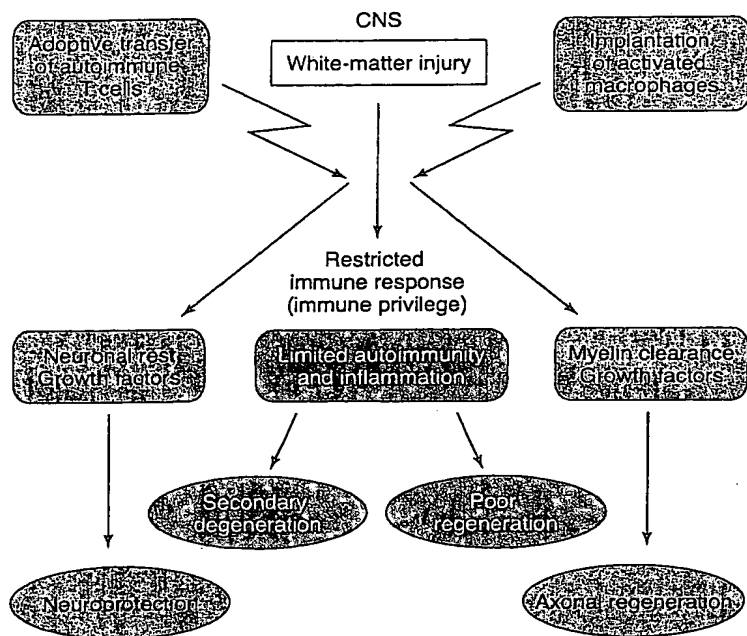 CNS
Adoptive transfer
of autoimmune
T cells
White-matter injury
Implantation
of activated
macrophages
Restricted
immune response
(immune privilege)
Neuronal rest
Growth factors
Limited autoimmunity
and inflammation
Myelin clearance
Growth factors
Secondary
degeneration
Poor
regeneration
Neuroprotection
Axonal regeneration